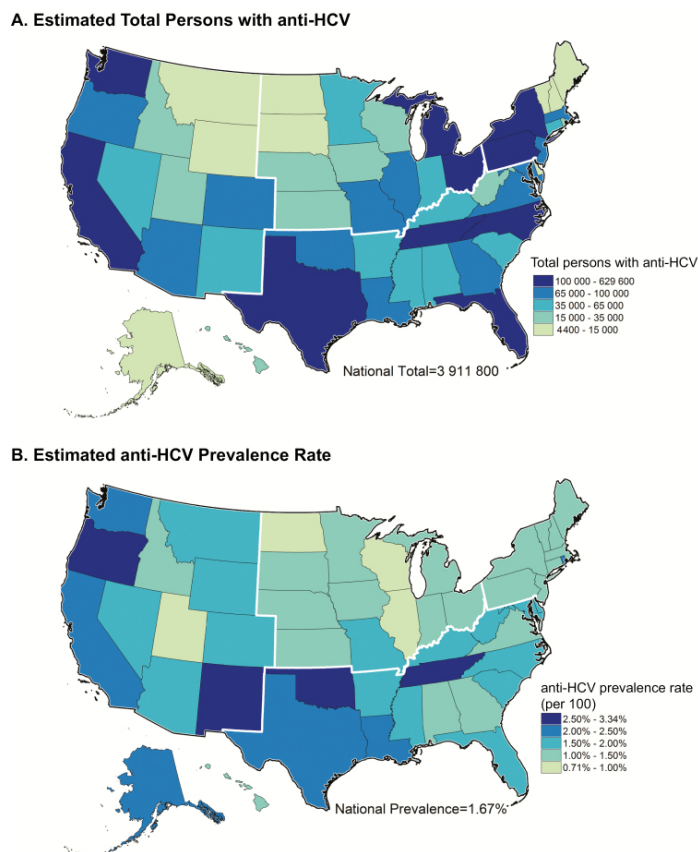 A. Estimated Total Persons with anti-HCV
Total persons with anti-HCV
100 000 - 629 600
65 000 - 100 000
35 000 - 65 000
15 000 - 35 000
4400 - 15 000
National Total=3 911 800
B. Estimated anti-HCV Prevalence Rate
anti-HCV prevalence rate
(per 100)
2.50% - 3.34%
2.00% - 2.50%
1.50% - 2.00%
1.00% - 1.50%
0.71% - 1.00%
National Prevalence=1.67%